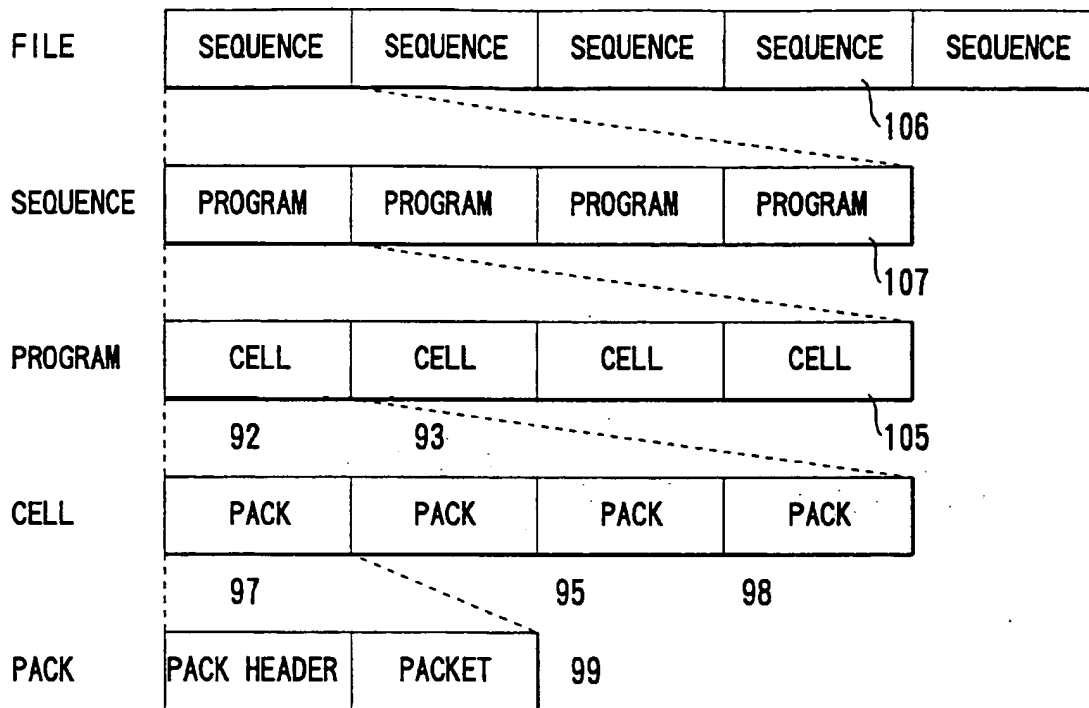 FILE SEQUENCE SEQUENCE SEQUENCE SEQUENCE SEQUENCE
106
SEQUENCE PROGRAM PROGRAM PROGRAM PROGRAM
107
PROGRAM CELL CELL CELL CELL
92 93 105
CELL PACK PACK PACK PACK
97 95 98
PACK PACK HEADER PACKET 99